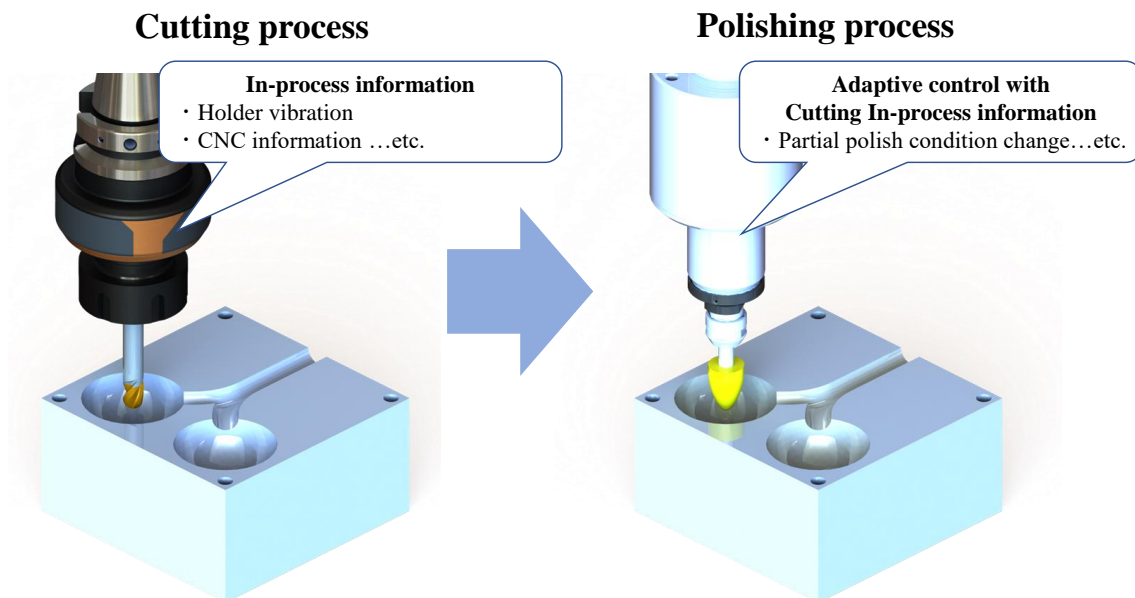 Cutting process
Polishing process
In-process information
・Holder vibration
・CNC information …etc.
Adaptive control with
Cutting In-process information
・Partial polish condition change…etc.